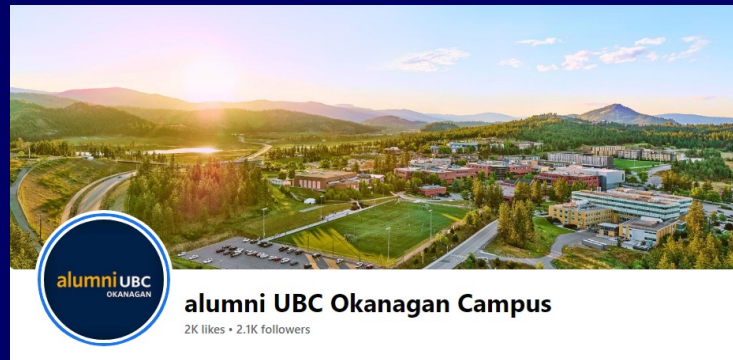 alumni UBC
OKANAGAN
alumni UBC Okanagan Campus
2K likes • 2.1K followers